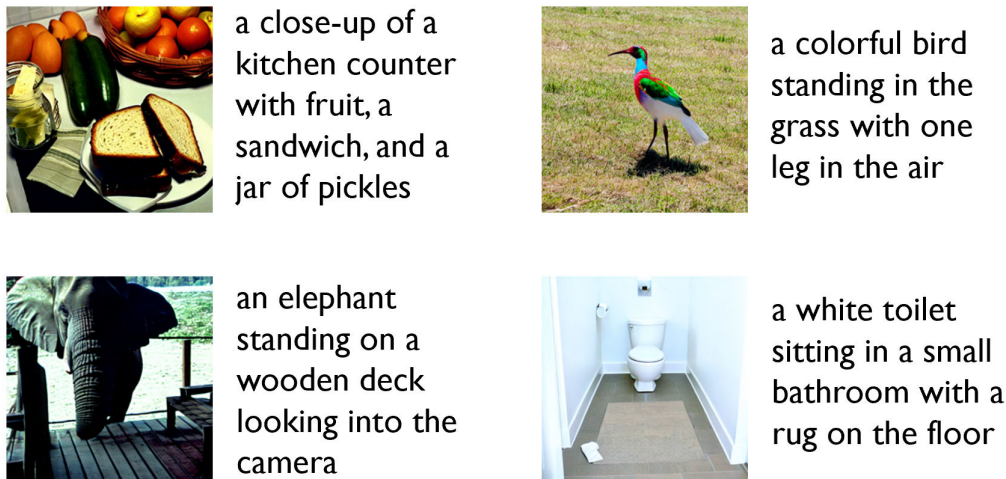 a close-up of a
kitchen counter
with fruit, a
sandwich, and a
jar of pickles
a colorful bird
standing in the
grass with one
leg in the air
an elephant
standing on a
wooden deck
looking into the
camera
a white toilet
sitting in a small
bathroom with a
rug on the floor